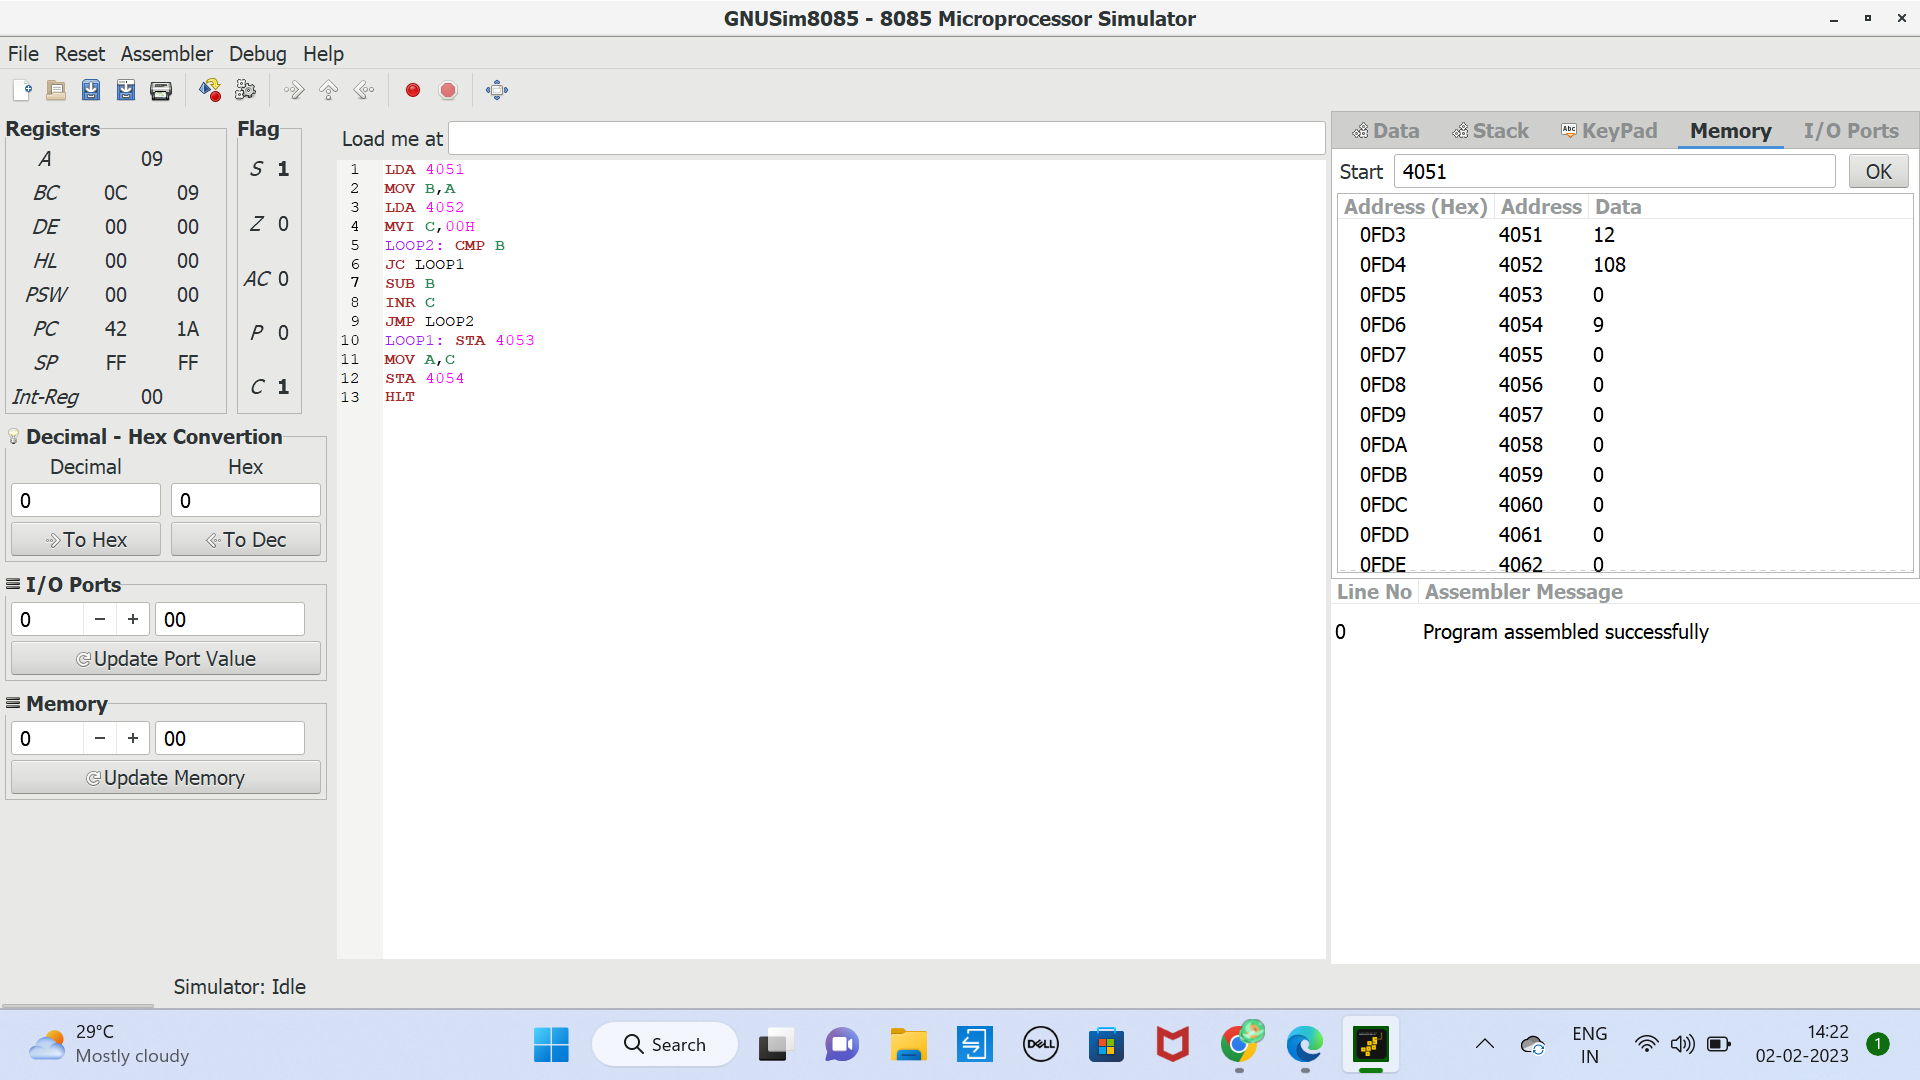 GNUSim8085 - 8085 Microprocessor Simulator
File Reset Assembler Debug Help
Registers
A 09
BC 0C 09
DE 00 00
HL 00 00
PSW 00 00
PC 42 1A
SP FF FF
Int-Reg 00
Flag
S 1
Z 0
AC 0
P 0
C 1
Decimal - Hex Convertion
Decimal Hex
0 0
To Hex To Dec
I/O Ports
0 − + 00
Update Port Value
Memory
0 − + 00
Update Memory
Simulator: Idle
Load me at
1 LDA 4051
2 MOV B,A
3 LDA 4052
4 MVI C,00H
5 LOOP2: CMP B
6 JC LOOP1
7 SUB B
8 INR C
9 JMP LOOP2
10 LOOP1: STA 4053
11 MOV A,C
12 STA 4054
13 HLT
Data Stack Abc KeyPad Memory I/O Ports
Start 4051 OK
Address (Hex) Address Data
0FD3 4051 12
0FD4 4052 108
0FD5 4053 0
0FD6 4054 9
0FD7 4055 0
0FD8 4056 0
0FD9 4057 0
0FDA 4058 0
0FDB 4059 0
0FDC 4060 0
0FDD 4061 0
0FDE 4062 0
Line No Assembler Message
0 Program assembled successfully
29°C
Mostly cloudy
Search
DELL
ENG
IN
14:22
02-02-2023
1